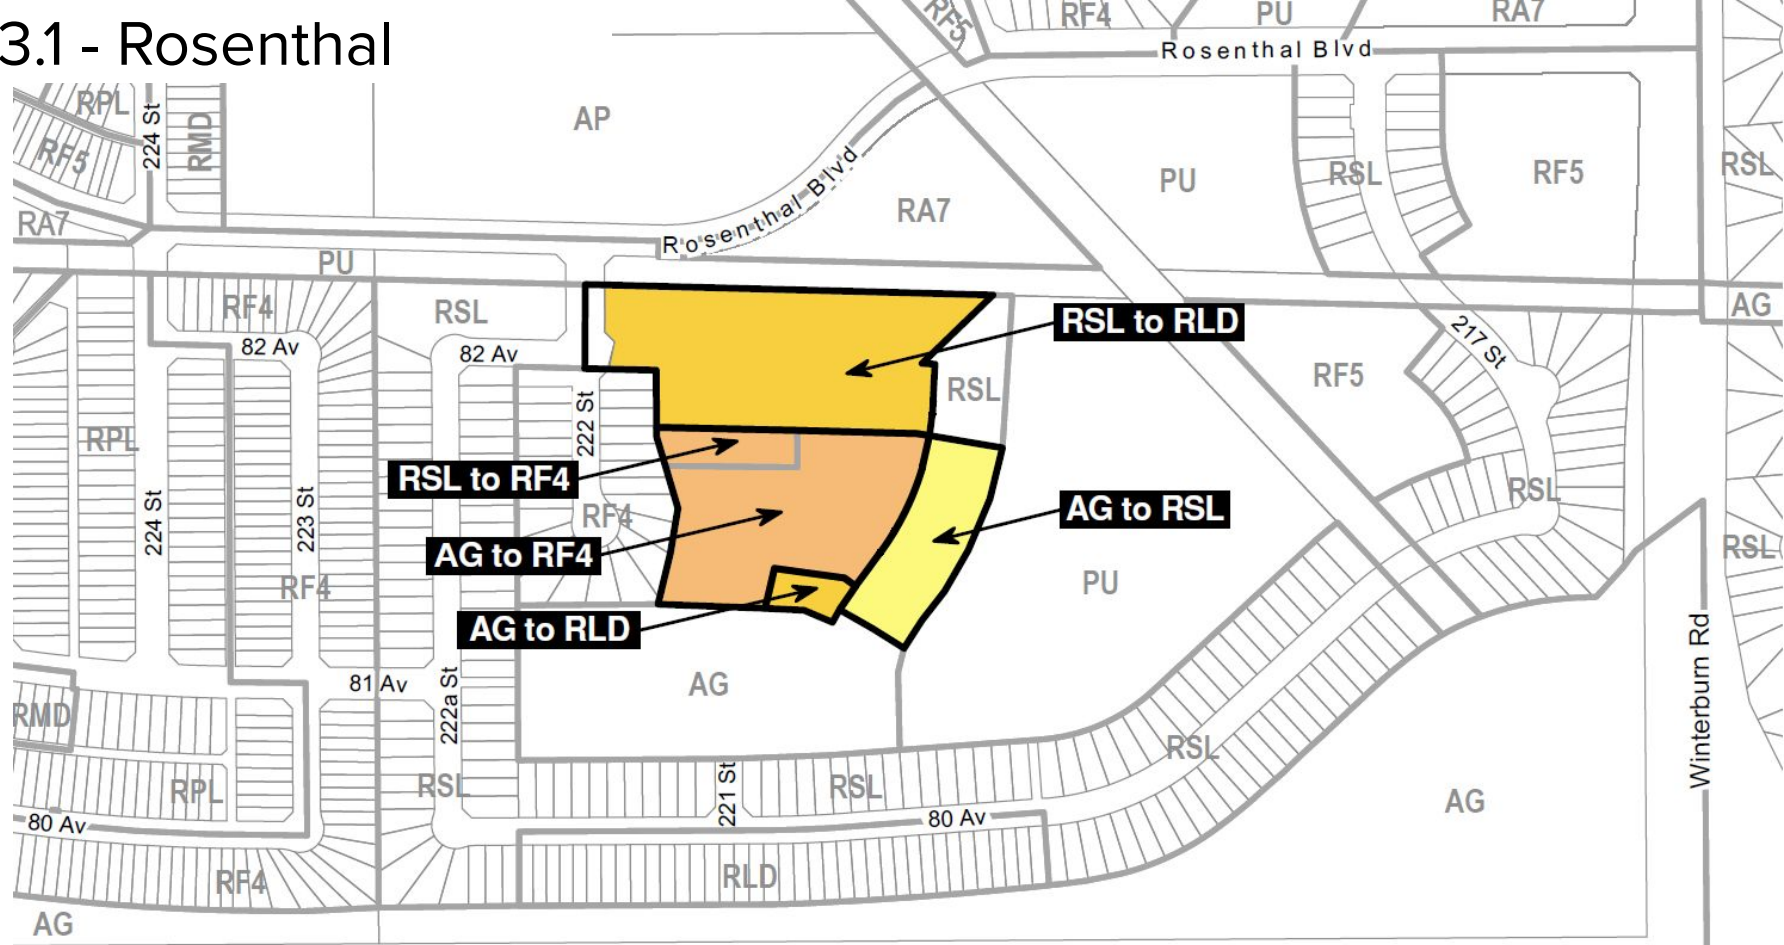 3.1 - Rosenthal
RF5
RF4
PU
RA7
Rosenthal Blvd
RPL
224 St
RMD
AP
RF5
Rosenthal Blvd
RA7
PU
RSL
RF5
RSL
RA7
PU
RF4
RSL
AG
82 Av
82 Av
RSL to RLD
217 St
RPL
222 St
RSL
RF5
RSL to RF4
224 St
223 St
RF4
AG to RSL
RSL
AG to RF4
RF4
PU
RSL
AG to RLD
81 Av
222a St
AG
Winterburn Rd
RMD
RPL
RSL
221 St
RSL
RSL
AG
80 Av
80 Av
RF4
RLD
AG